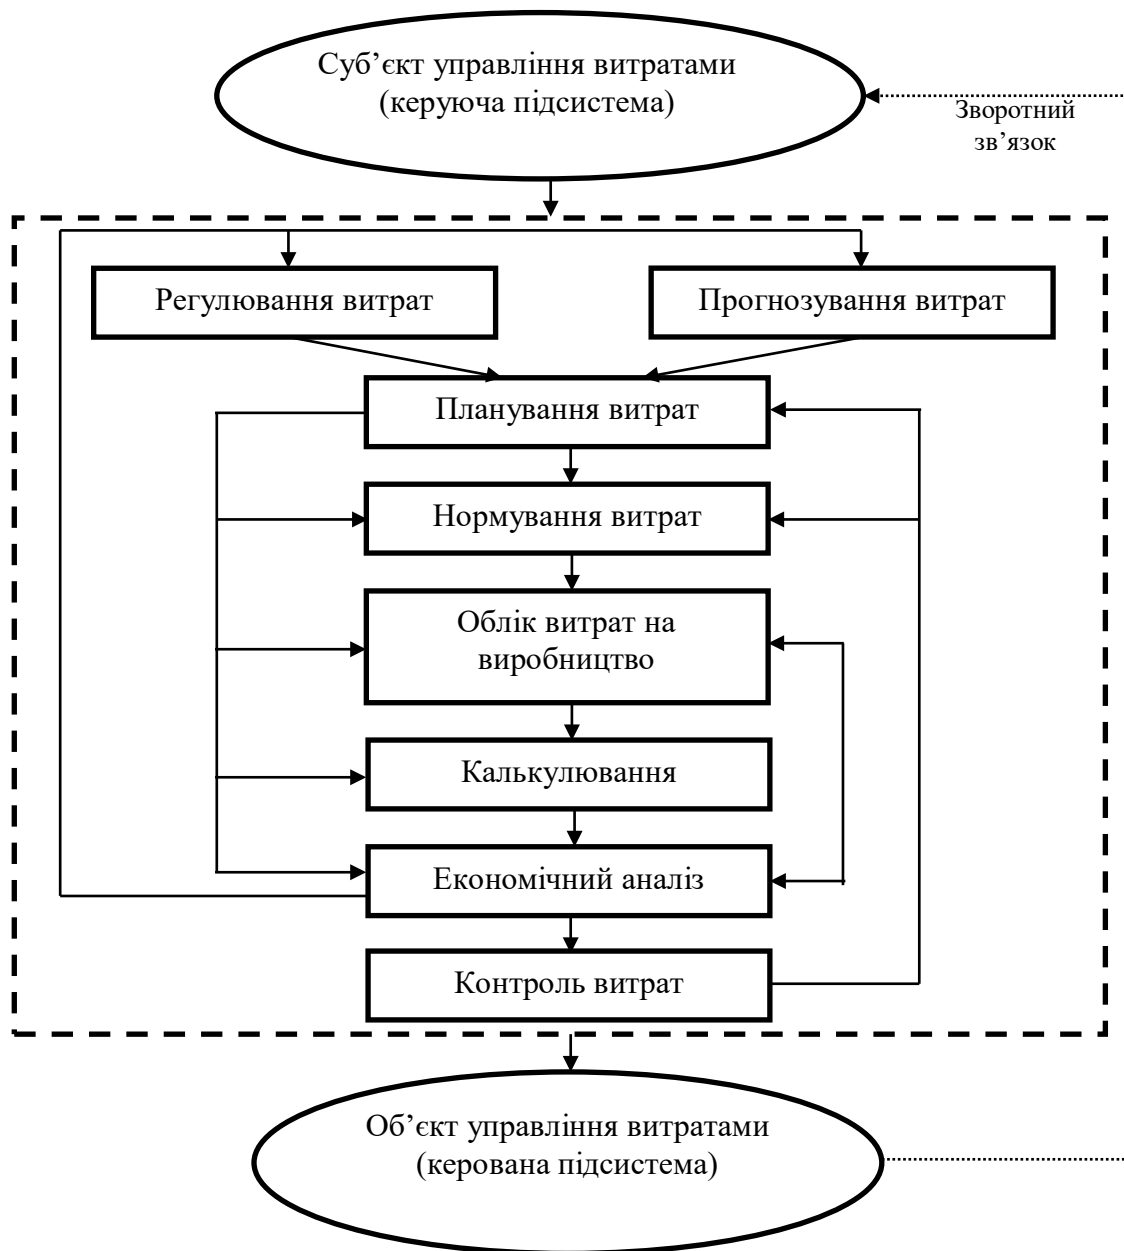 Суб’єкт управління витратами
(керуюча підсистема)
Зворотний
зв’язок
Регулювання витрат
Прогнозування витрат
Планування витрат
Нормування витрат
Облік витрат на
виробництво
Калькулювання
Економічний аналіз
Контроль витрат
Об’єкт управління витратами
(керована підсистема)